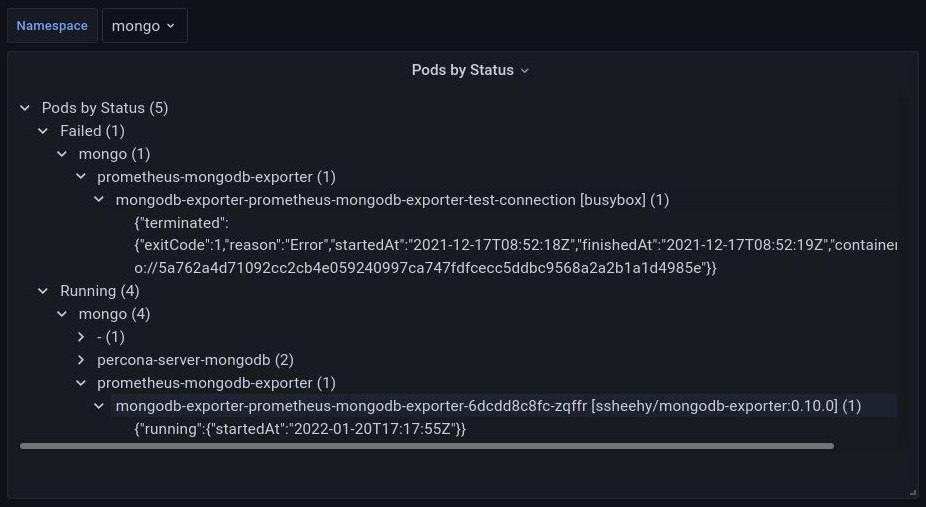 Namespace
mongo
Pods by Status
Pods by Status (5)
Failed (1)
mongo (1)
prometheus-mongodb-exporter (1)
mongodb-exporter-prometheus-mongodb-exporter-test-connection [busybox] (1)
{"terminated":
{"exitCode":1,"reason":"Error","startedAt":"2021-12-17T08:52:18Z","finishedAt":"2021-12-17T08:52:19Z","container
o://5a762a4d71092cc2cb4e059240997ca747fdfcecc5ddbc9568a2a2b1a1d4985e"}}
Running (4)
mongo (4)
- (1)
percona-server-mongodb (2)
prometheus-mongodb-exporter (1)
mongodb-exporter-prometheus-mongodb-exporter-6dcdd8c8fc-zqffr [ssheehy/mongodb-exporter:0.10.0] (1)
{"running":{"startedAt":"2022-01-20T17:17:55Z"}}